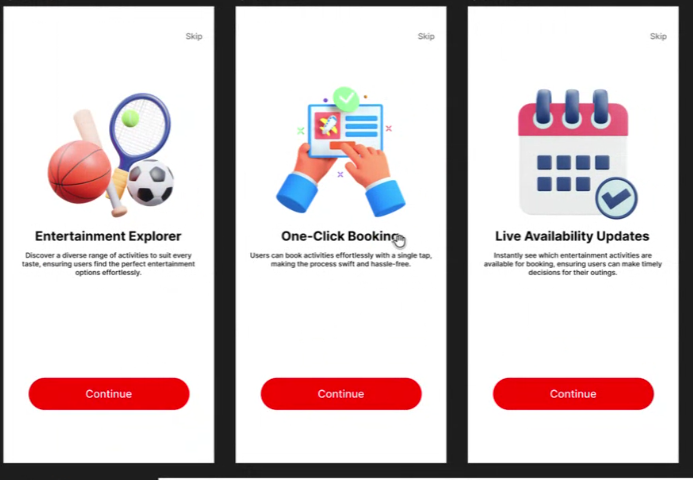 Skip
Entertainment Explorer
Discover a diverse range of activities to suit every
taste, ensuring users find the perfect entertainment
options effortlessly.
Continue
Skip
One-Click Booking
Users can book activities effortlessly with a single tap,
making the process swift and hassle-free.
Continue
Skip
Live Availability Updates
Instantly see which entertainment activities are
available for booking, ensuring users can make timely
decisions for their outings.
Continue